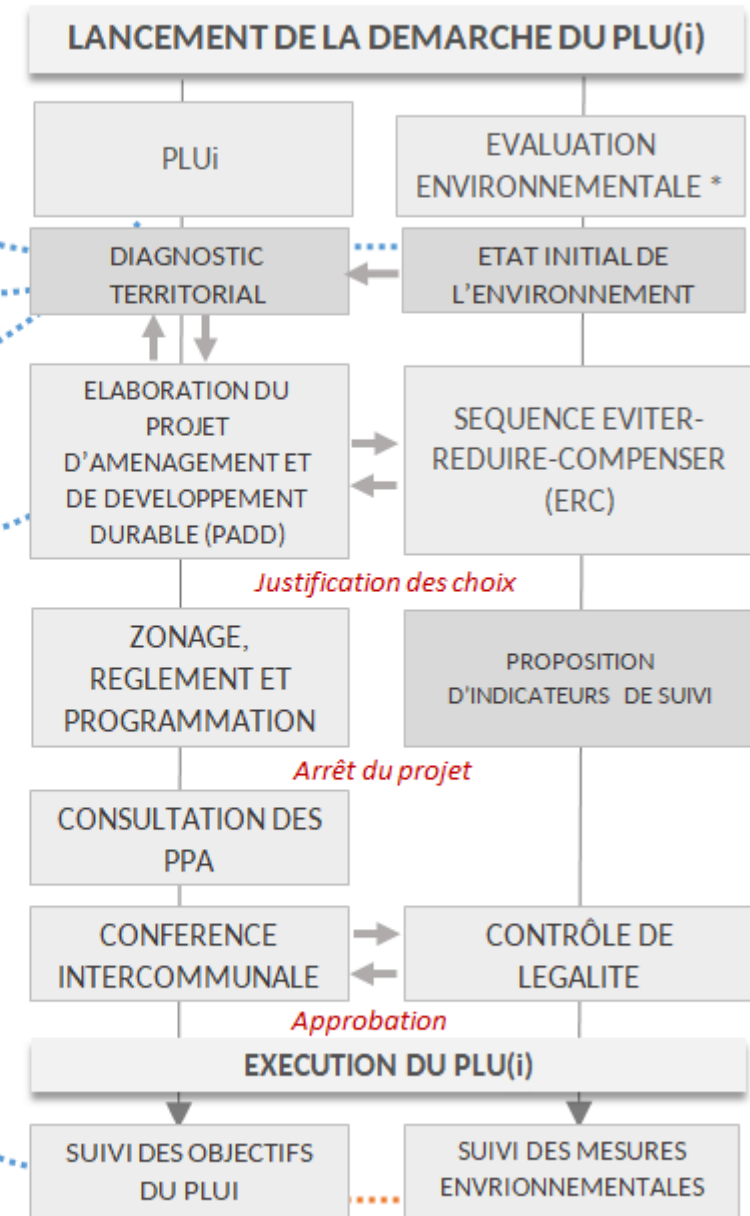 LANCEMENT DE LA DEMARCHE DU PLU(i)
PLUi
EVALUATION
ENVIRONNEMENTALE *
DIAGNOSTIC
TERRITORIAL
ETAT INITIAL DE
L'ENVIRONNEMENT
ELABORATION DU
PROJET
D'AMENAGEMENT ET
DE DEVELOPPEMENT
DURABLE (PADD)
SEQUENCE EVITER-
REDUIRE-COMPENSER
(ERC)
Justification des choix
ZONAGE,
REGLEMENT ET
PROGRAMMATION
PROPOSITION
D'INDICATEURS DE SUIVI
Arrêt du projet
CONSULTATION DES
PPA
CONFERENCE
INTERCOMMUNALE
CONTRÔLE DE
LEGALITE
Approbation
EXECUTION DU PLU(i)
SUIVI DES OBJECTIFS
DU PLUI
SUIVI DES MESURES
ENVRIONNEMENTALES